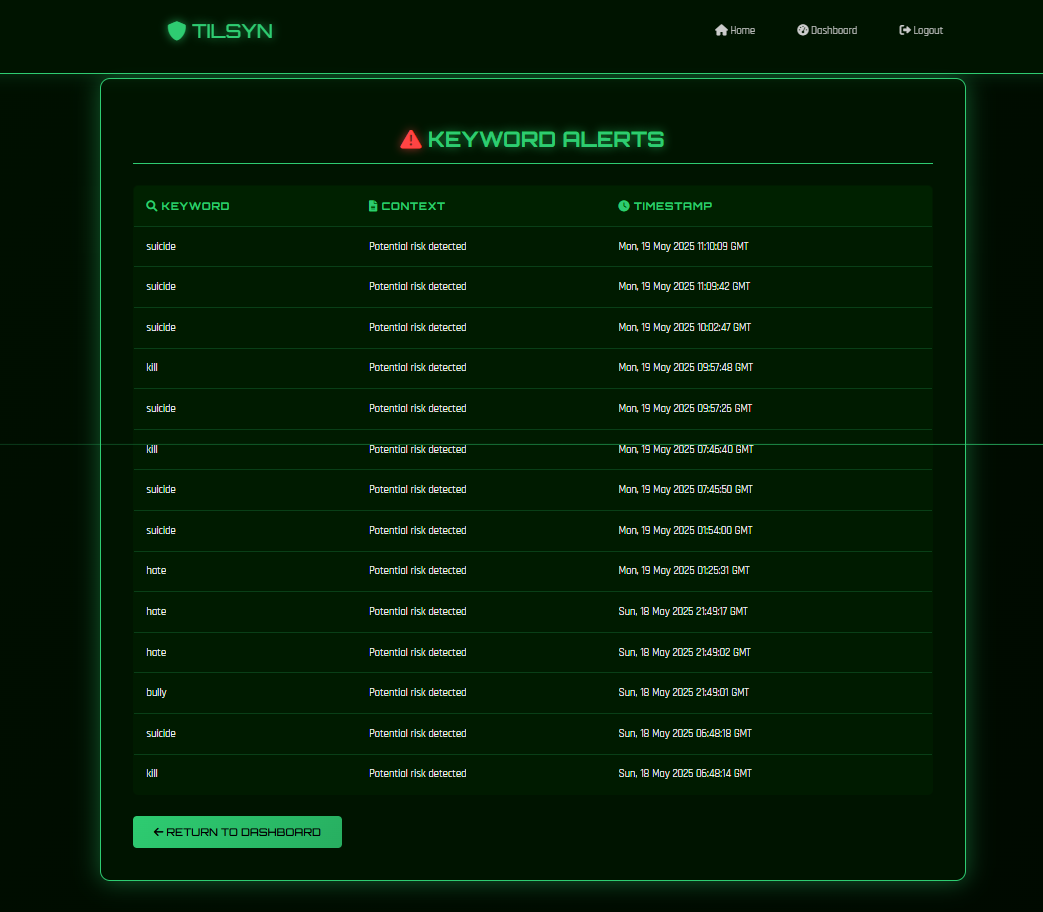 TILSYN Home Dashboard Logout
KEYWORD ALERTS
KEYWORD CONTEXT TIMESTAMP
suicide Potential risk detected Mon, 19 May 2025 11:10:09 GMT
suicide Potential risk detected Mon, 19 May 2025 11:09:42 GMT
suicide Potential risk detected Mon, 19 May 2025 10:02:47 GMT
kill Potential risk detected Mon, 19 May 2025 09:57:48 GMT
suicide Potential risk detected Mon, 19 May 2025 09:57:26 GMT
kill Potential risk detected Mon, 19 May 2025 07:46:40 GMT
suicide Potential risk detected Mon, 19 May 2025 07:45:50 GMT
suicide Potential risk detected Mon, 19 May 2025 01:54:00 GMT
hate Potential risk detected Mon, 19 May 2025 01:25:31 GMT
hate Potential risk detected Sun, 18 May 2025 21:49:17 GMT
hate Potential risk detected Sun, 18 May 2025 21:49:02 GMT
bully Potential risk detected Sun, 18 May 2025 21:49:01 GMT
suicide Potential risk detected Sun, 18 May 2025 06:48:18 GMT
kill Potential risk detected Sun, 18 May 2025 06:48:14 GMT
RETURN TO DASHBOARD